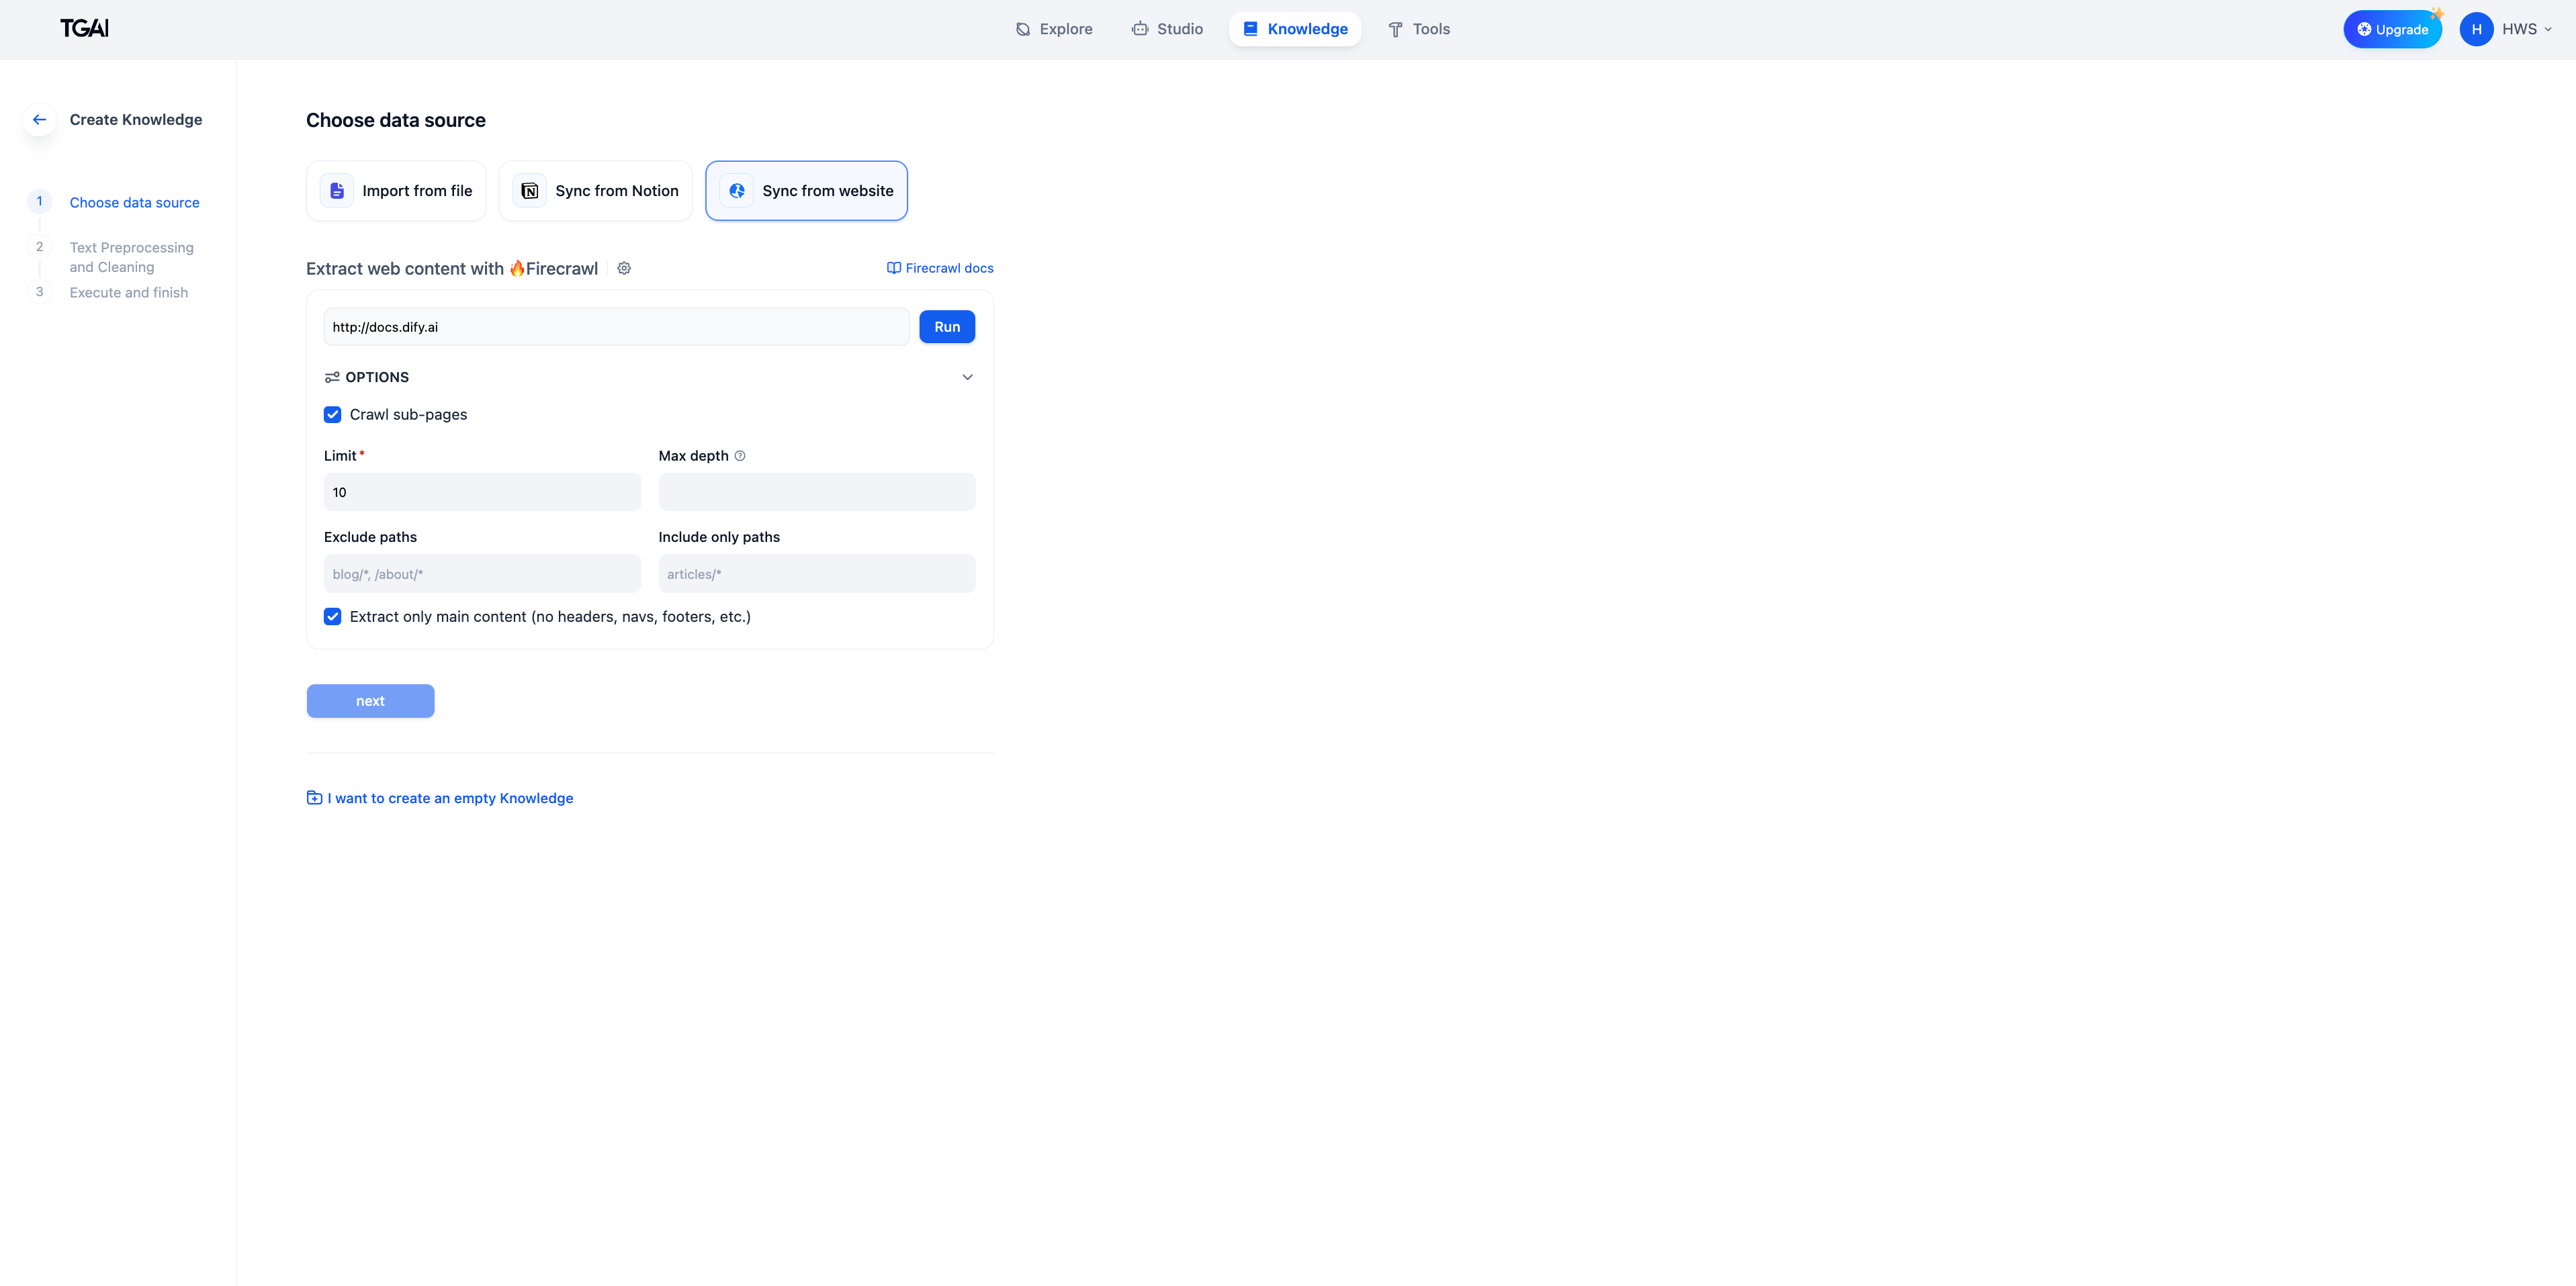 TGAI
Explore
Studio
Knowledge
Tools
Upgrade
H
HWS
Create Knowledge
1
Choose data source
2
Text Preprocessing
and Cleaning
3
Execute and finish
Choose data source
Import from file
Sync from Notion
Sync from website
Extract web content with 🔥Firecrawl
Firecrawl docs
http://docs.dify.ai
Run
OPTIONS
Crawl sub-pages
Limit*
Max depth
10
Exclude paths
Include only paths
blog/*, /about/*
articles/*
Extract only main content (no headers, navs, footers, etc.)
next
I want to create an empty Knowledge